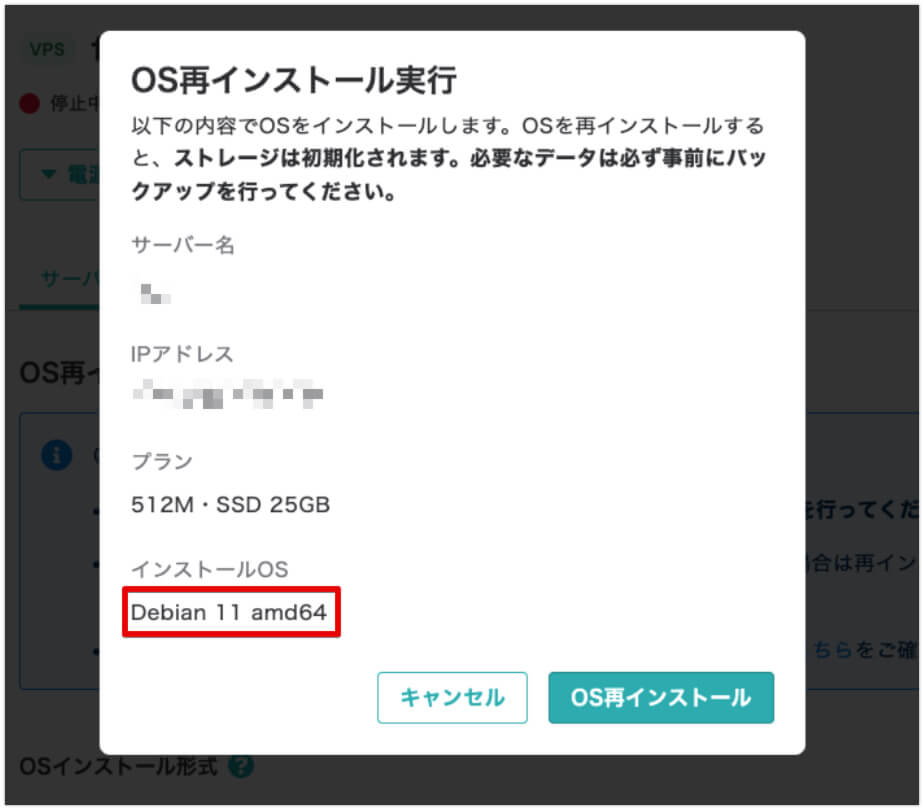 VPS
OS再インストール実行
停止中
以下の内容でOSをインストールします。OSを再インストールする
と、ストレージは初期化されます。必要なデータは必ず事前にバッ
電源
クアップを行ってください。
サーバー名
サーバ
IPアドレス
OS再イ
プラン
512M・SSD 25GB
を行ってくだ
インストールOS
場合は再イン
Debian 11 amd64
ちらをご確
キャンセル
OS再インストール
OSインストール形式